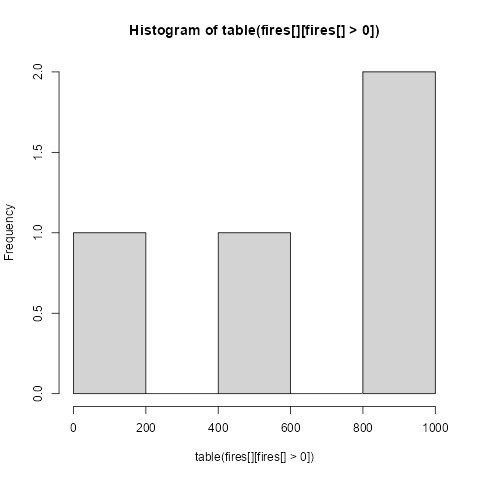 Histogram of table(fires[][fires[] > 0])
Frequency
2.0
1.5
1.0
0.5
0.0
0 200 400 600 800 1000
table(fires[][fires[] > 0])